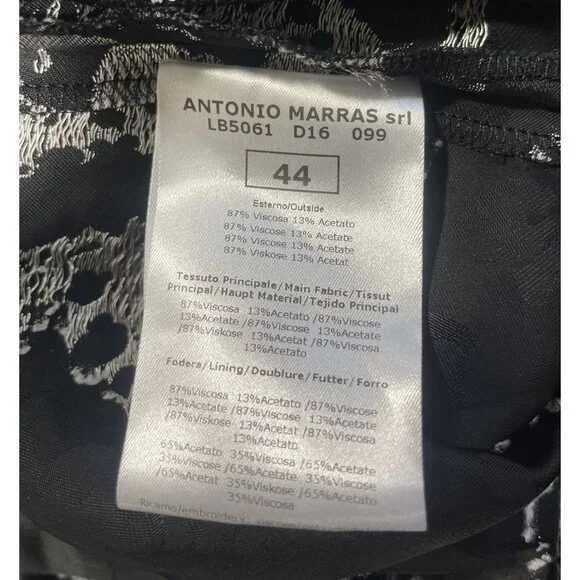 ANTONIO MARRAS srl
LB5061 D16 099
44
Esterno/Outside
87% Viscosa 13% Acetato
87% Viscose 13% Acetate
87% Viscose 13% Acetate
87% Viskose 13% Acetat
Tessuto Principale/Main Fabric/Tissut
Principal/Haupt Material/Tejido Principal
87%Viscosa 13%Acetato /87%Viscose
13%Acetate /87%Viscose 13%Acetate
/87%Viskose 13%Acetat /87%Viscosa
13%Acetato
Fodera/Lining/Doublure/Futter/Forro
87%Viscosa 13%Acetato /87%Viscose
13%Acetate /87%Viscose 13%Acetate
/87%Viskose 13%Acetat /87%Viscosa
13%Acetato
65%Acetato 35%Viscosa /65%Acetate
35%Viscose /65%Acetate 35%Viscose
/65%Acetat 35%Viskose /65%Acetato
35%Viscosa
Ricamo/embroidery